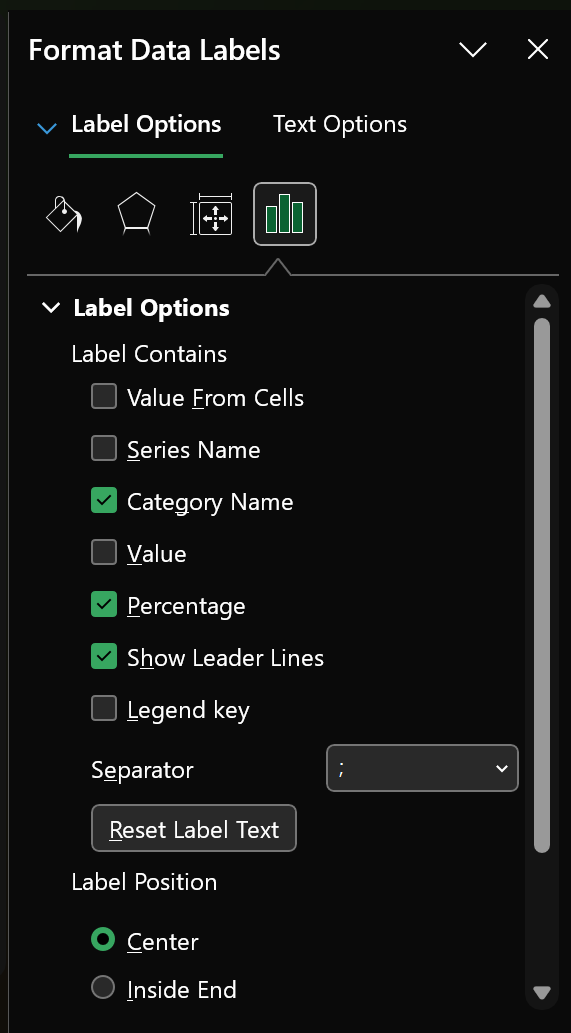 Format Data Labels
Label Options Text Options
Label Options
Label Contains
Value From Cells
Series Name
Category Name
Value
Percentage
Show Leader Lines
Legend key
Separator ;
Reset Label Text
Label Position
Center
Inside End